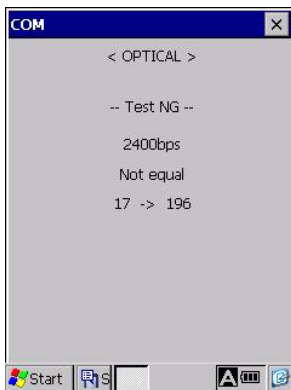 COM
< OPTICAL >
-- Test NG --
2400bps
Not equal
17 -> 196
Start
S
A